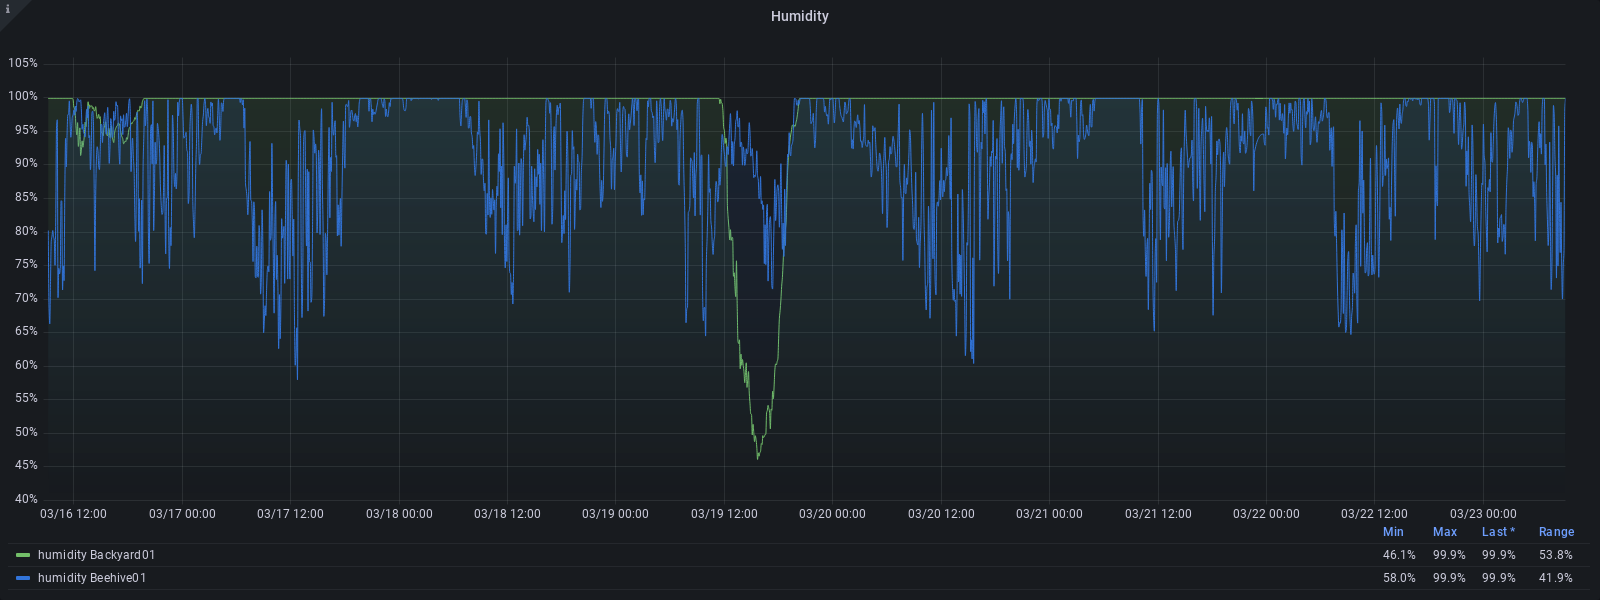 i
Humidity
105%
100%
95%
90%
85%
80%
75%
70%
65%
60%
55%
50%
45%
40%
03/16 12:00 03/17 00:00 03/17 12:00 03/18 00:00 03/18 12:00 03/19 00:00 03/19 12:00 03/20 00:00 03/20 12:00 03/21 00:00 03/21 12:00 03/22 00:00 03/22 12:00 03/23 00:00
Min Max Last * Range
humidity Backyard01 46.1% 99.9% 99.9% 53.8%
humidity Beehive01 58.0% 99.9% 99.9% 41.9%